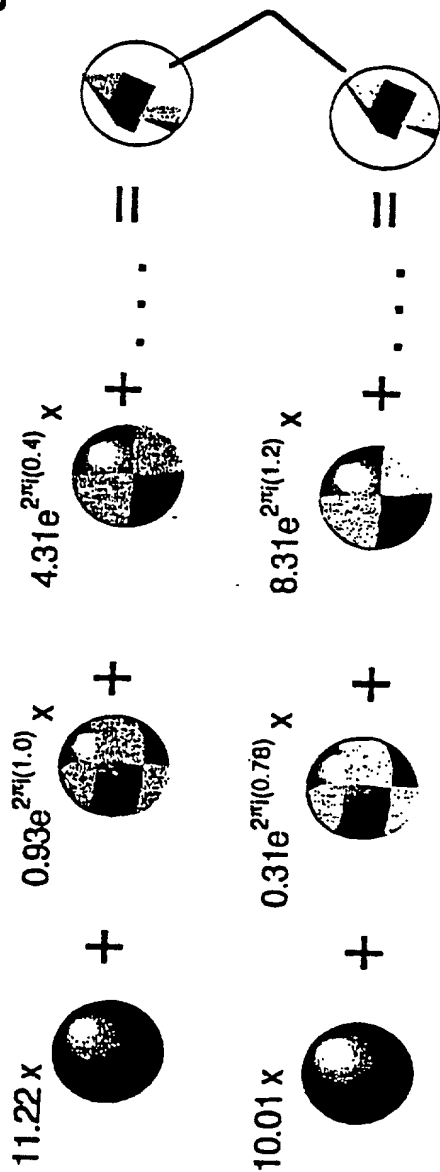 11.22 x + 0.93e^{2πi(1.0)} x + 4.31e^{2πi(0.4)} x + . . . =
10.01 x + 0.31e^{2πi(0.78)} x + 8.31e^{2πi(1.2)} x + . . . =